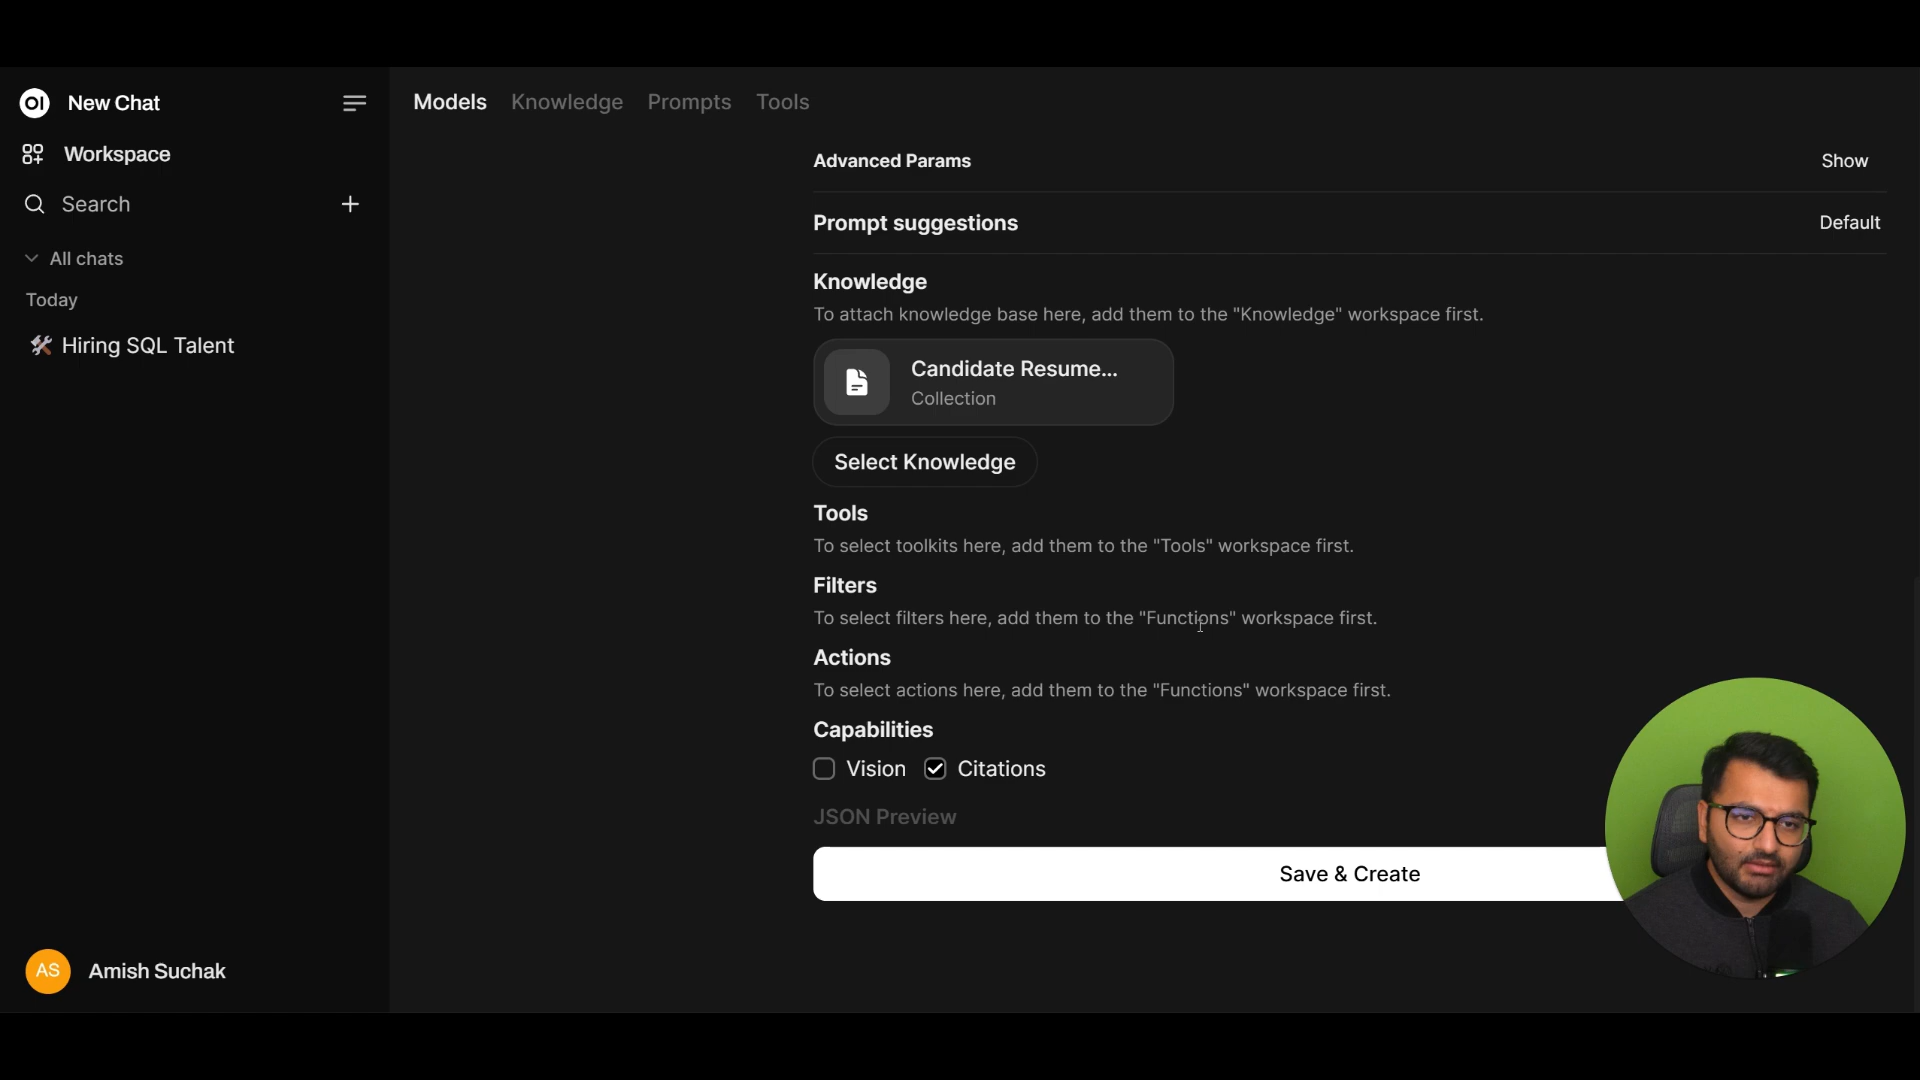 OI New Chat
Workspace
Search
All chats
Today
🛠 Hiring SQL Talent
AS Amish Suchak
Models Knowledge Prompts Tools
Advanced Params Show
Prompt suggestions Default
Knowledge
To attach knowledge base here, add them to the "Knowledge" workspace first.
Candidate Resume...
Collection
Select Knowledge
Tools
To select toolkits here, add them to the "Tools" workspace first.
Filters
To select filters here, add them to the "Functions" workspace first.
Actions
To select actions here, add them to the "Functions" workspace first.
Capabilities
Vision Citations
JSON Preview
Save & Create